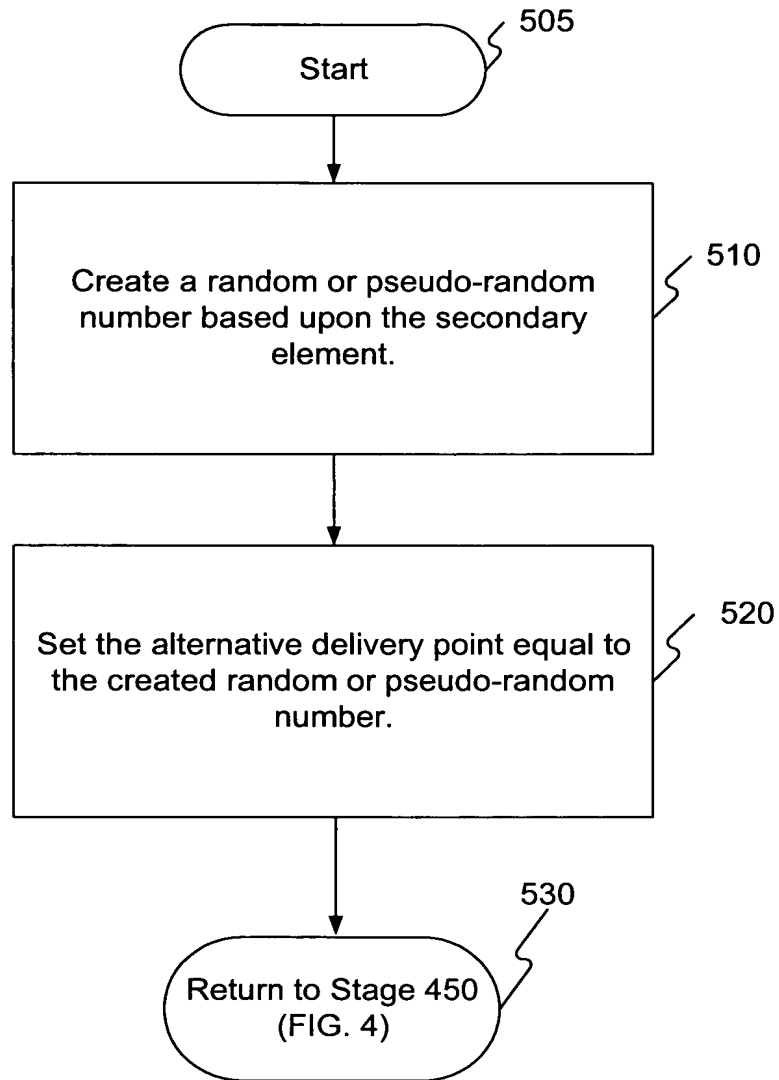 505
Start
510
Create a random or pseudo-random
number based upon the secondary
element.
520
Set the alternative delivery point equal to
the created random or pseudo-random
number.
530
Return to Stage 450
(FIG. 4)